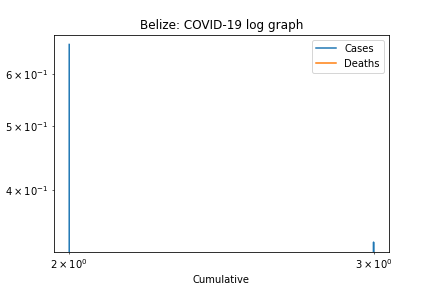 Belize: COVID-19 log graph
Cases
Deaths
6 × 10⁻¹
5 × 10⁻¹
4 × 10⁻¹
2 × 10⁰
3 × 10⁰
Cumulative